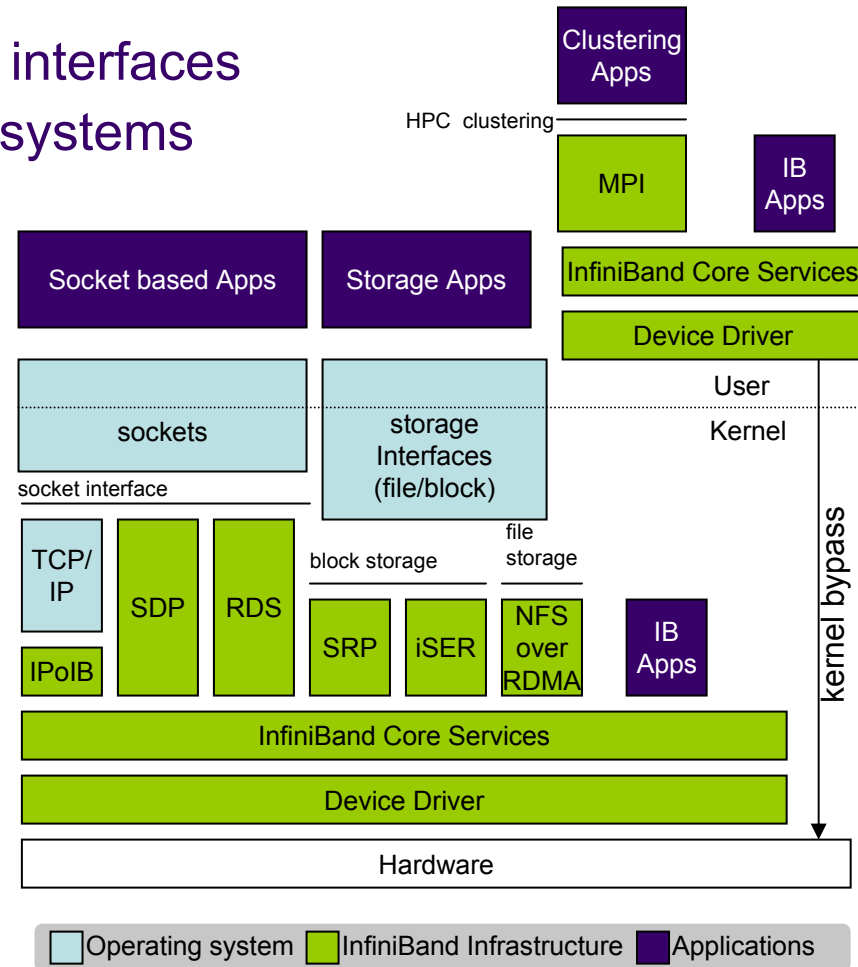 interfaces
systems
Clustering
Apps
HPC clustering
MPI
IB
Apps
Socket based Apps
Storage Apps
InfiniBand Core Services
Device Driver
User
Kernel
sockets
storage
Interfaces
(file/block)
socket interface
TCP/
IP
SDP
RDS
IPoIB
block storage
file
storage
SRP
iSER
NFS
over
RDMA
IB
Apps
kernel bypass
InfiniBand Core Services
Device Driver
Hardware
Operating system InfiniBand Infrastructure Applications